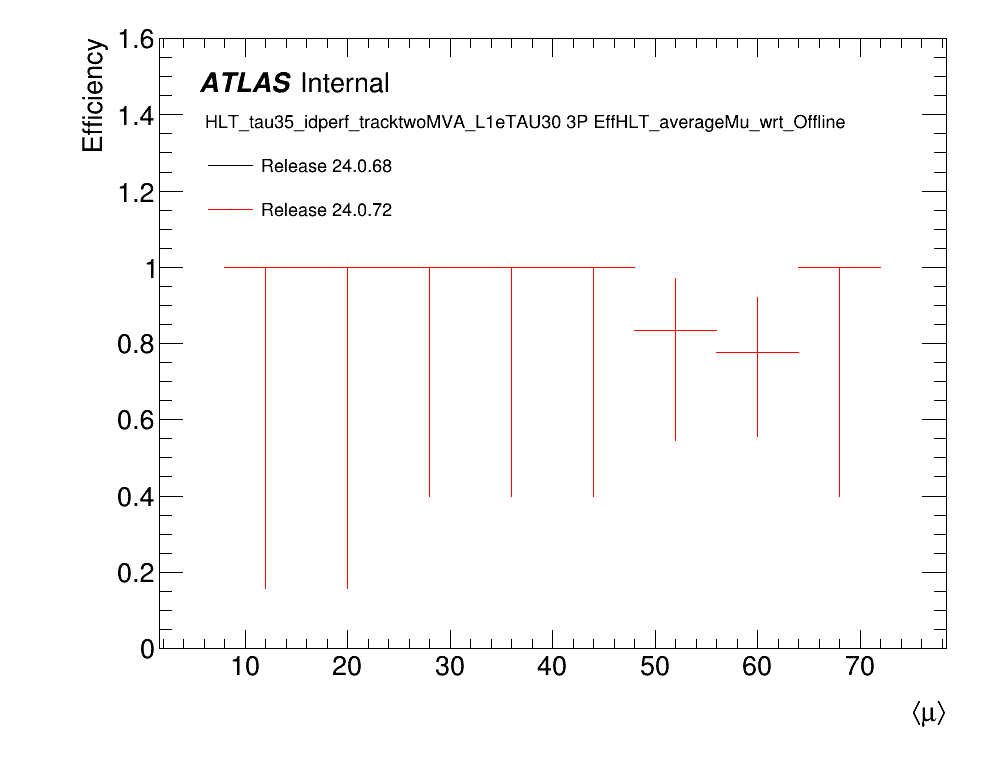 Efficiency
1.6
1.4
1.2
1
0.8
0.6
0.4
0.2
0
ATLAS Internal
HLT_tau35_idperf_tracktwoMVA_L1eTAU30 3P EffHLT_averageMu_wrt_Offline
Release 24.0.68
Release 24.0.72
10 20 30 40 50 60 70
⟨μ⟩